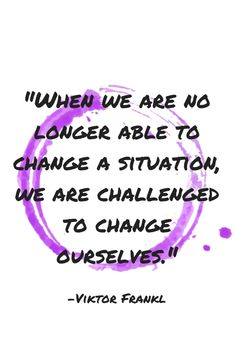 "When we are no
longer able to
change a situation,
we are challenged
to change
ourselves."
-Viktor Frankl